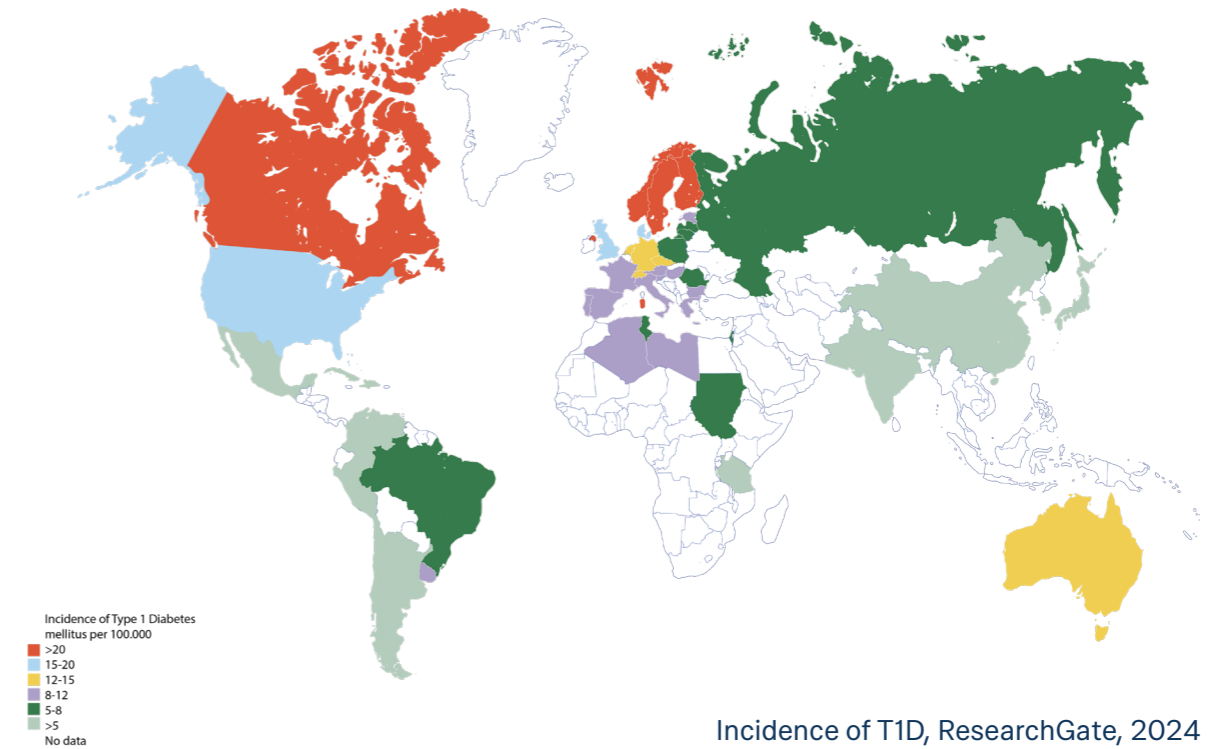 Incidence of Type 1 Diabetes
mellitus per 100.000
>20
15-20
12-15
8-12
5-8
>5
No data
Incidence of T1D, ResearchGate, 2024